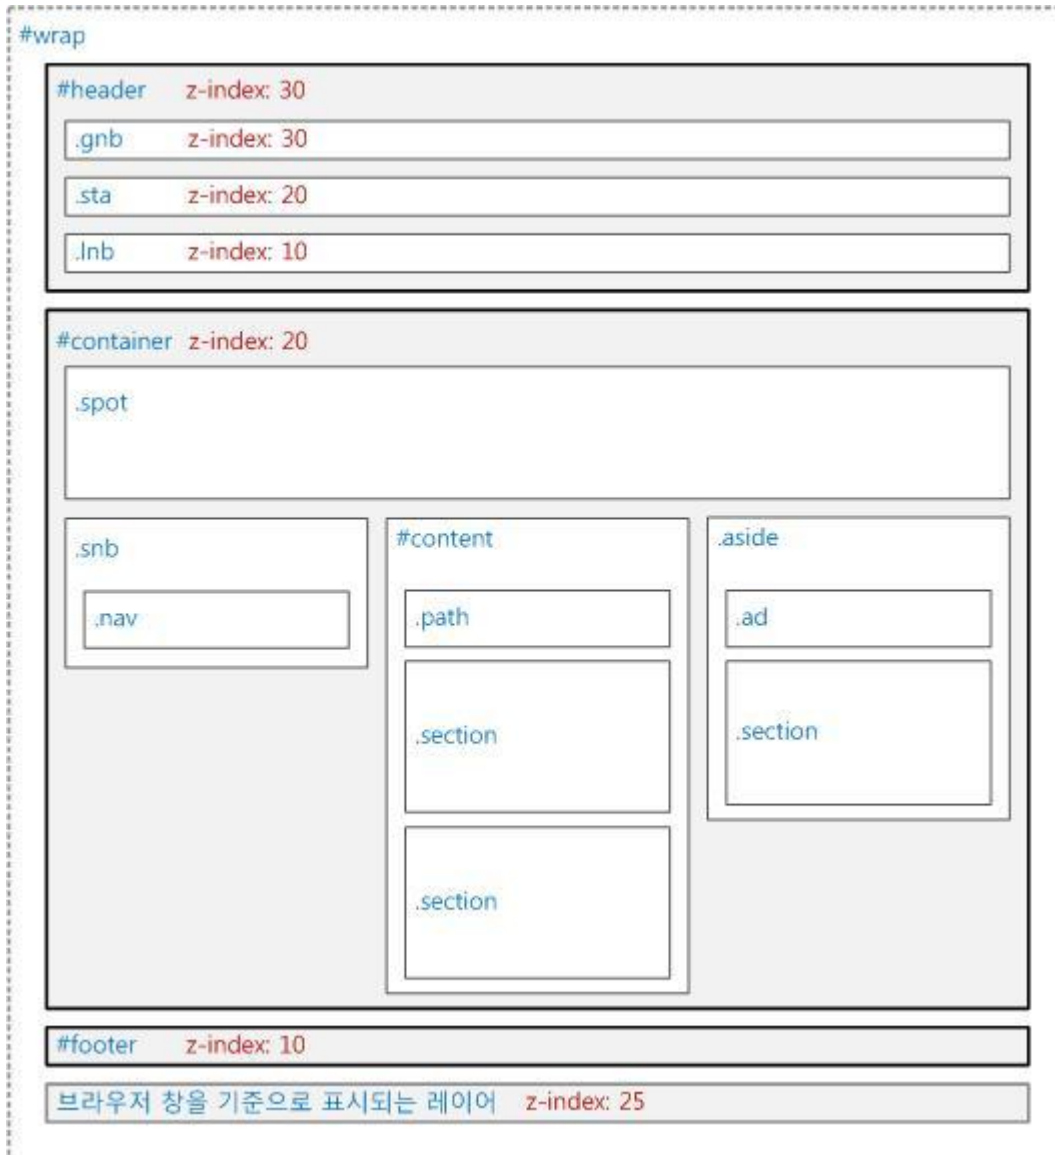 #wrap
#header z-index: 30
.gnb z-index: 30
.sta z-index: 20
.lnb z-index: 10
#container z-index: 20
.spot
.snb
.nav
#content
.path
.section
.section
.aside
.ad
.section
#footer z-index: 10
브라우저 창을 기준으로 표시되는 레이어 z-index: 25